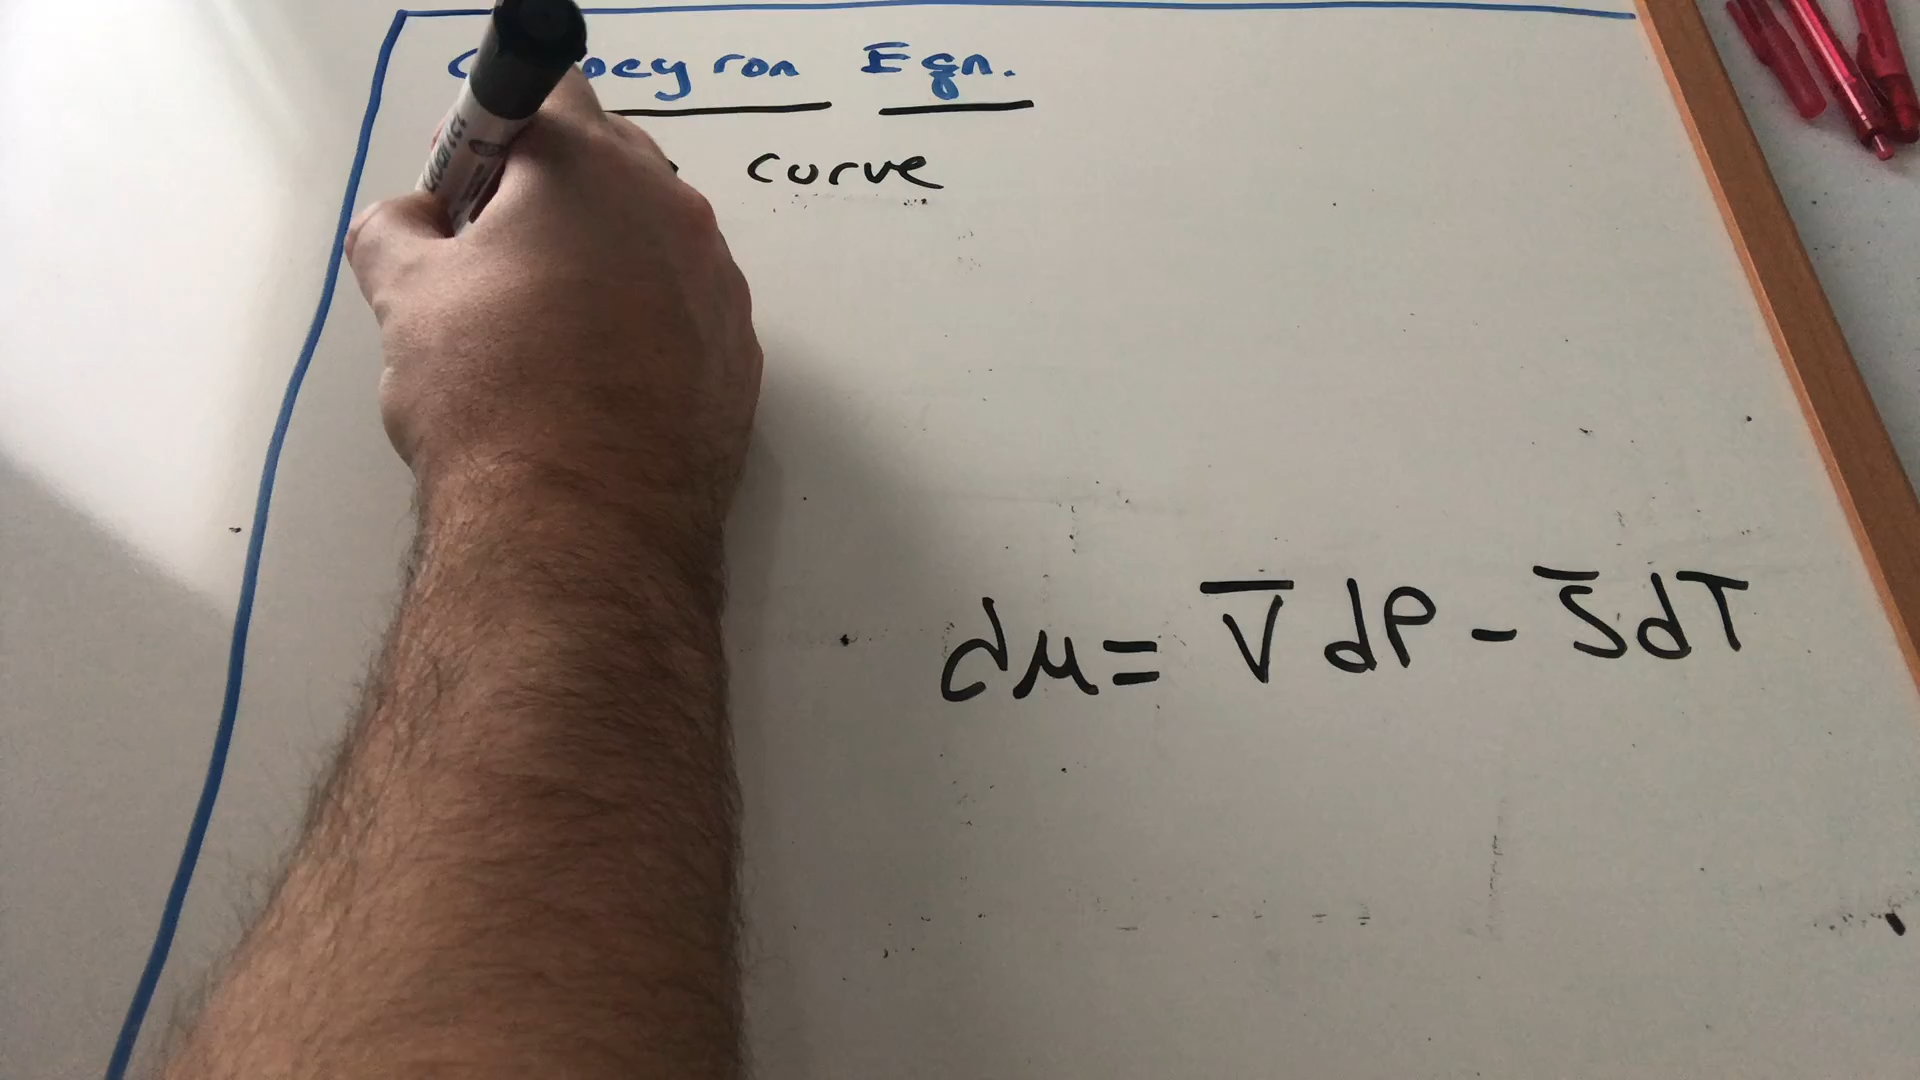 Eqn.
curve
dμ = V̅ dP - S̅ dT